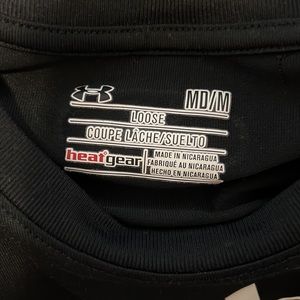 MD/M
LOOSE
COUPE LÂCHE/SUELTO
heatgear
MADE IN NICARAGUA
FABRIQUÉ AU NICARAGUA
HECHO EN NICARAGUA